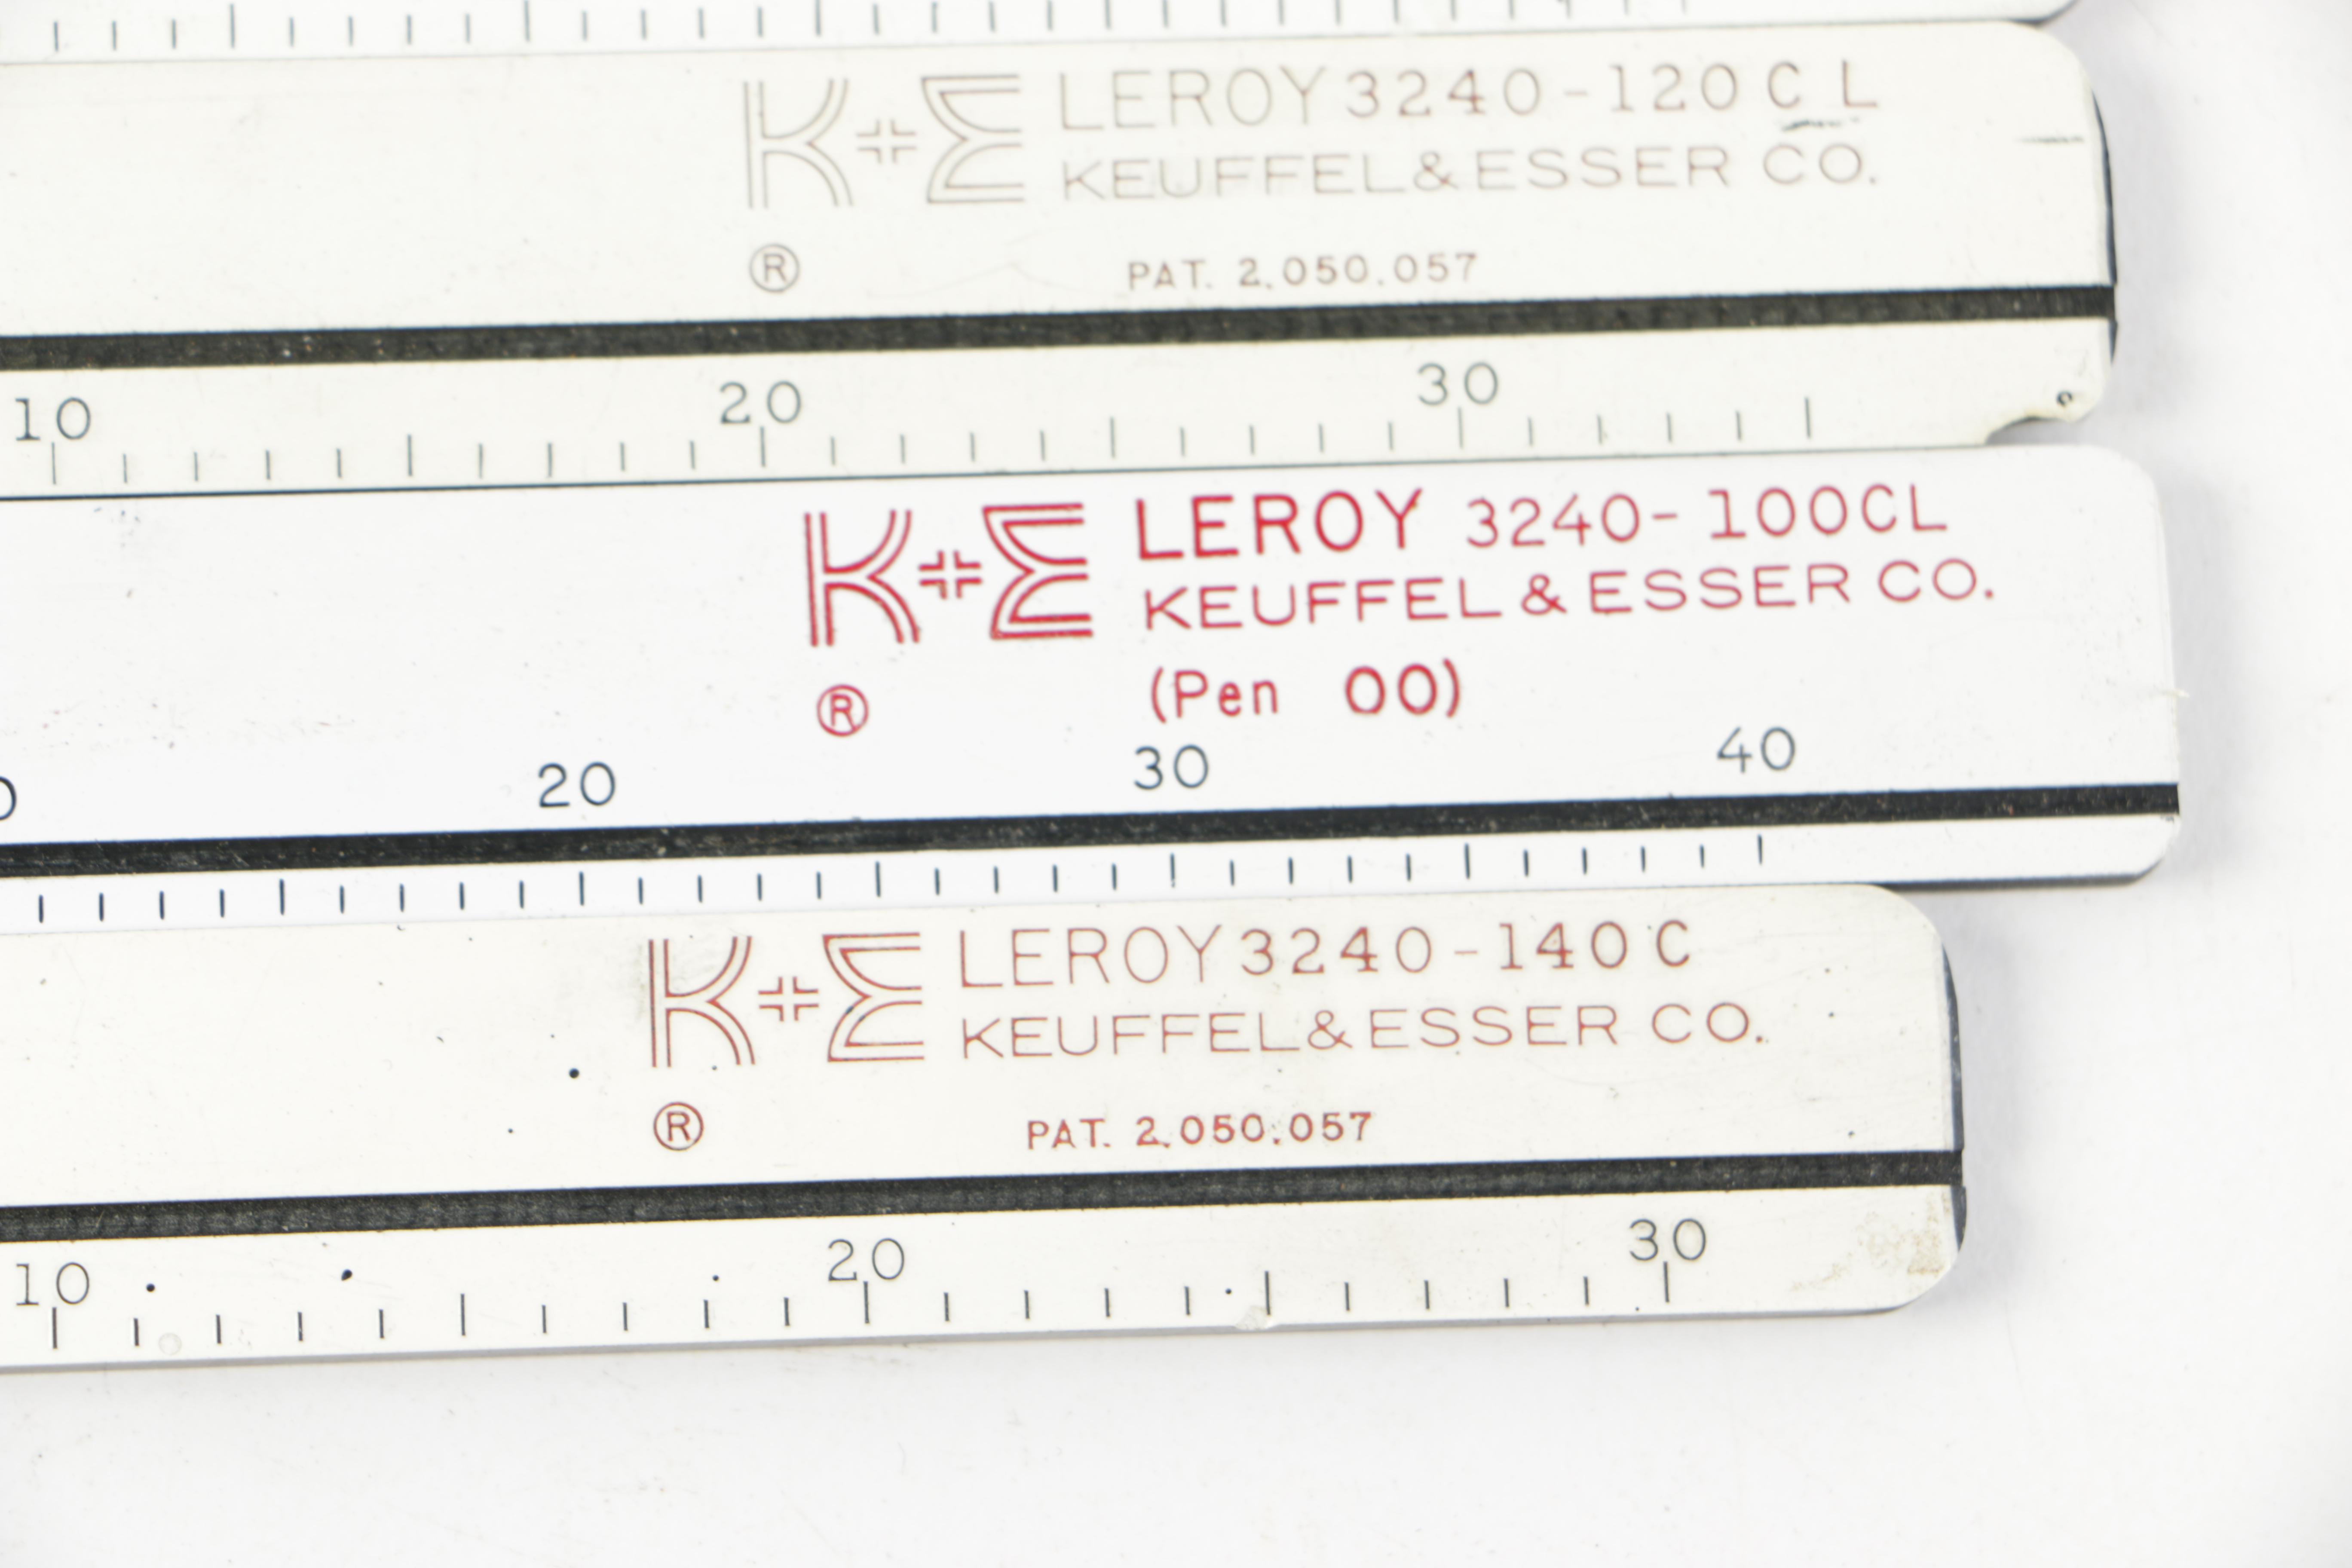 K+E LEROY 3240-120 C L
KEUFFEL & ESSER CO.
® PAT. 2.050.057
10 20 30
K+E LEROY 3240-100CL
KEUFFEL & ESSER CO.
® (Pen 00)
0 20 30 40
K+E LEROY 3240-140 C
KEUFFEL & ESSER CO.
® PAT. 2.050.057
10 20 30